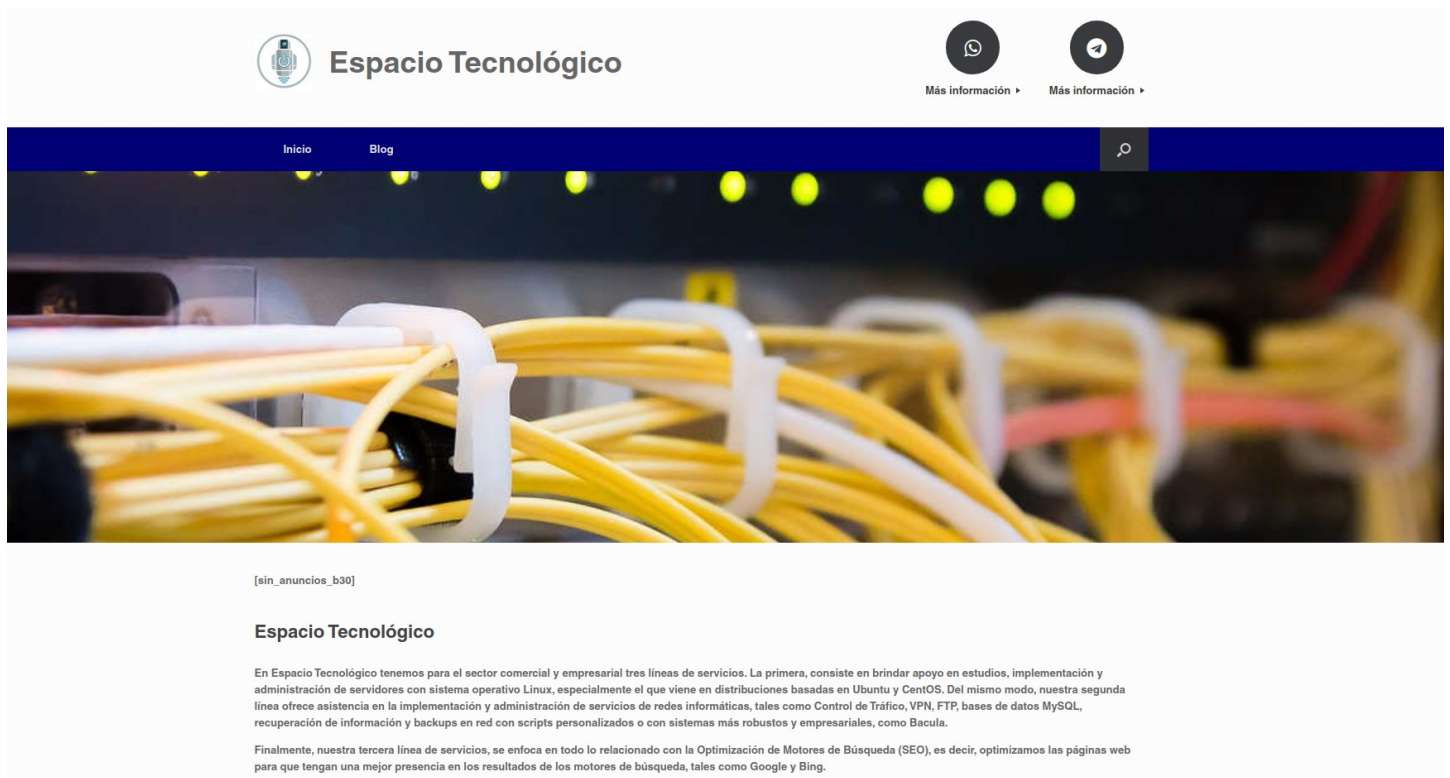 Espacio Tecnológico
Más información
Más información
Inicio
Blog
[sin_anuncios_b30]
Espacio Tecnológico
En Espacio Tecnológico tenemos para el sector comercial y empresarial tres líneas de servicios. La primera, consiste en brindar apoyo en estudios, implementación y
administración de servidores con sistema operativo Linux, especialmente el que viene en distribuciones basadas en Ubuntu y CentOS. Del mismo modo, nuestra segunda
línea ofrece asistencia en la implementación y administración de servicios de redes informáticas, tales como Control de Tráfico, VPN, FTP, bases de datos MySQL,
recuperación de información y backups en red con scripts personalizados o con sistemas más robustos y empresariales, como Bacula.
Finalmente, nuestra tercera línea de servicios, se enfoca en todo lo relacionado con la Optimización de Motores de Búsqueda (SEO), es decir, optimizamos las páginas web
para que tengan una mejor presencia en los resultados de los motores de búsqueda, tales como Google y Bing.